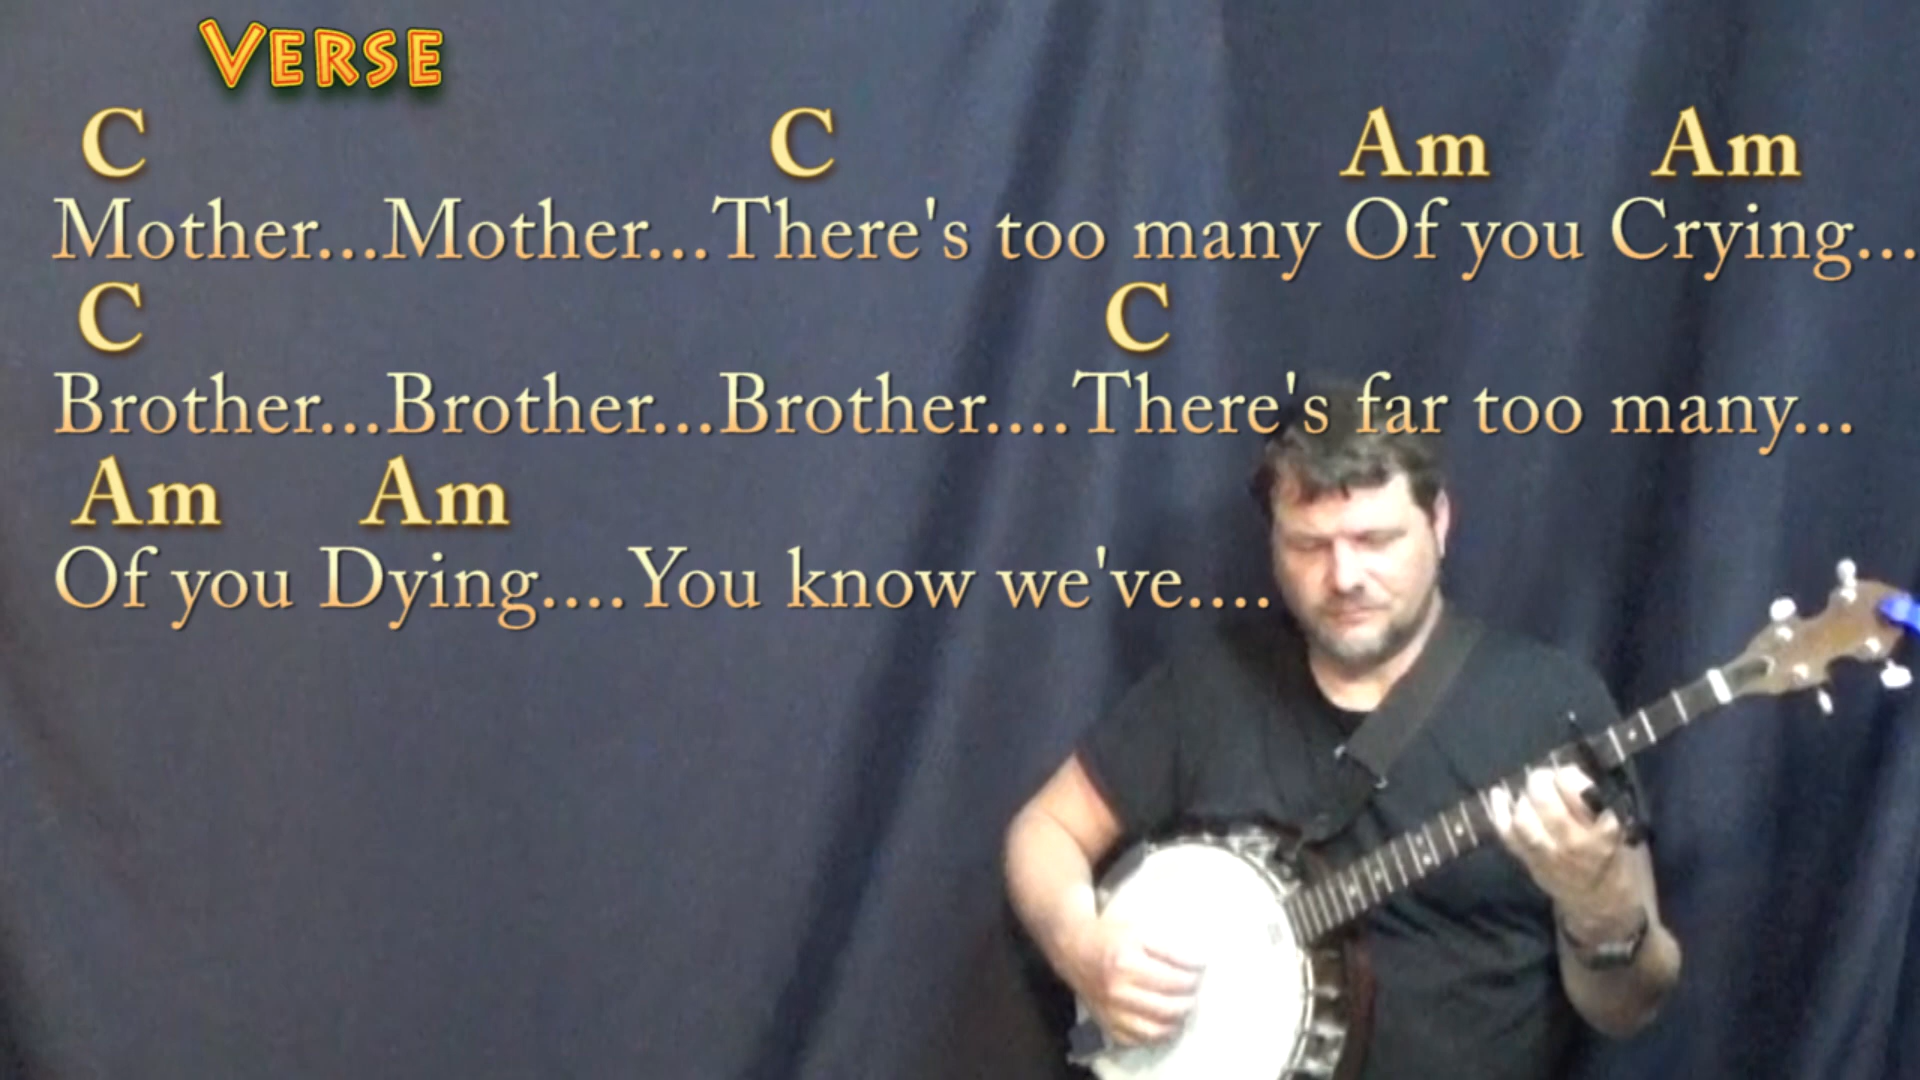 VERSE
C C Am Am
Mother...Mother...There's too many Of you Crying...
C C
Brother...Brother...Brother....There's far too many...
Am Am
Of you Dying....You know we've....